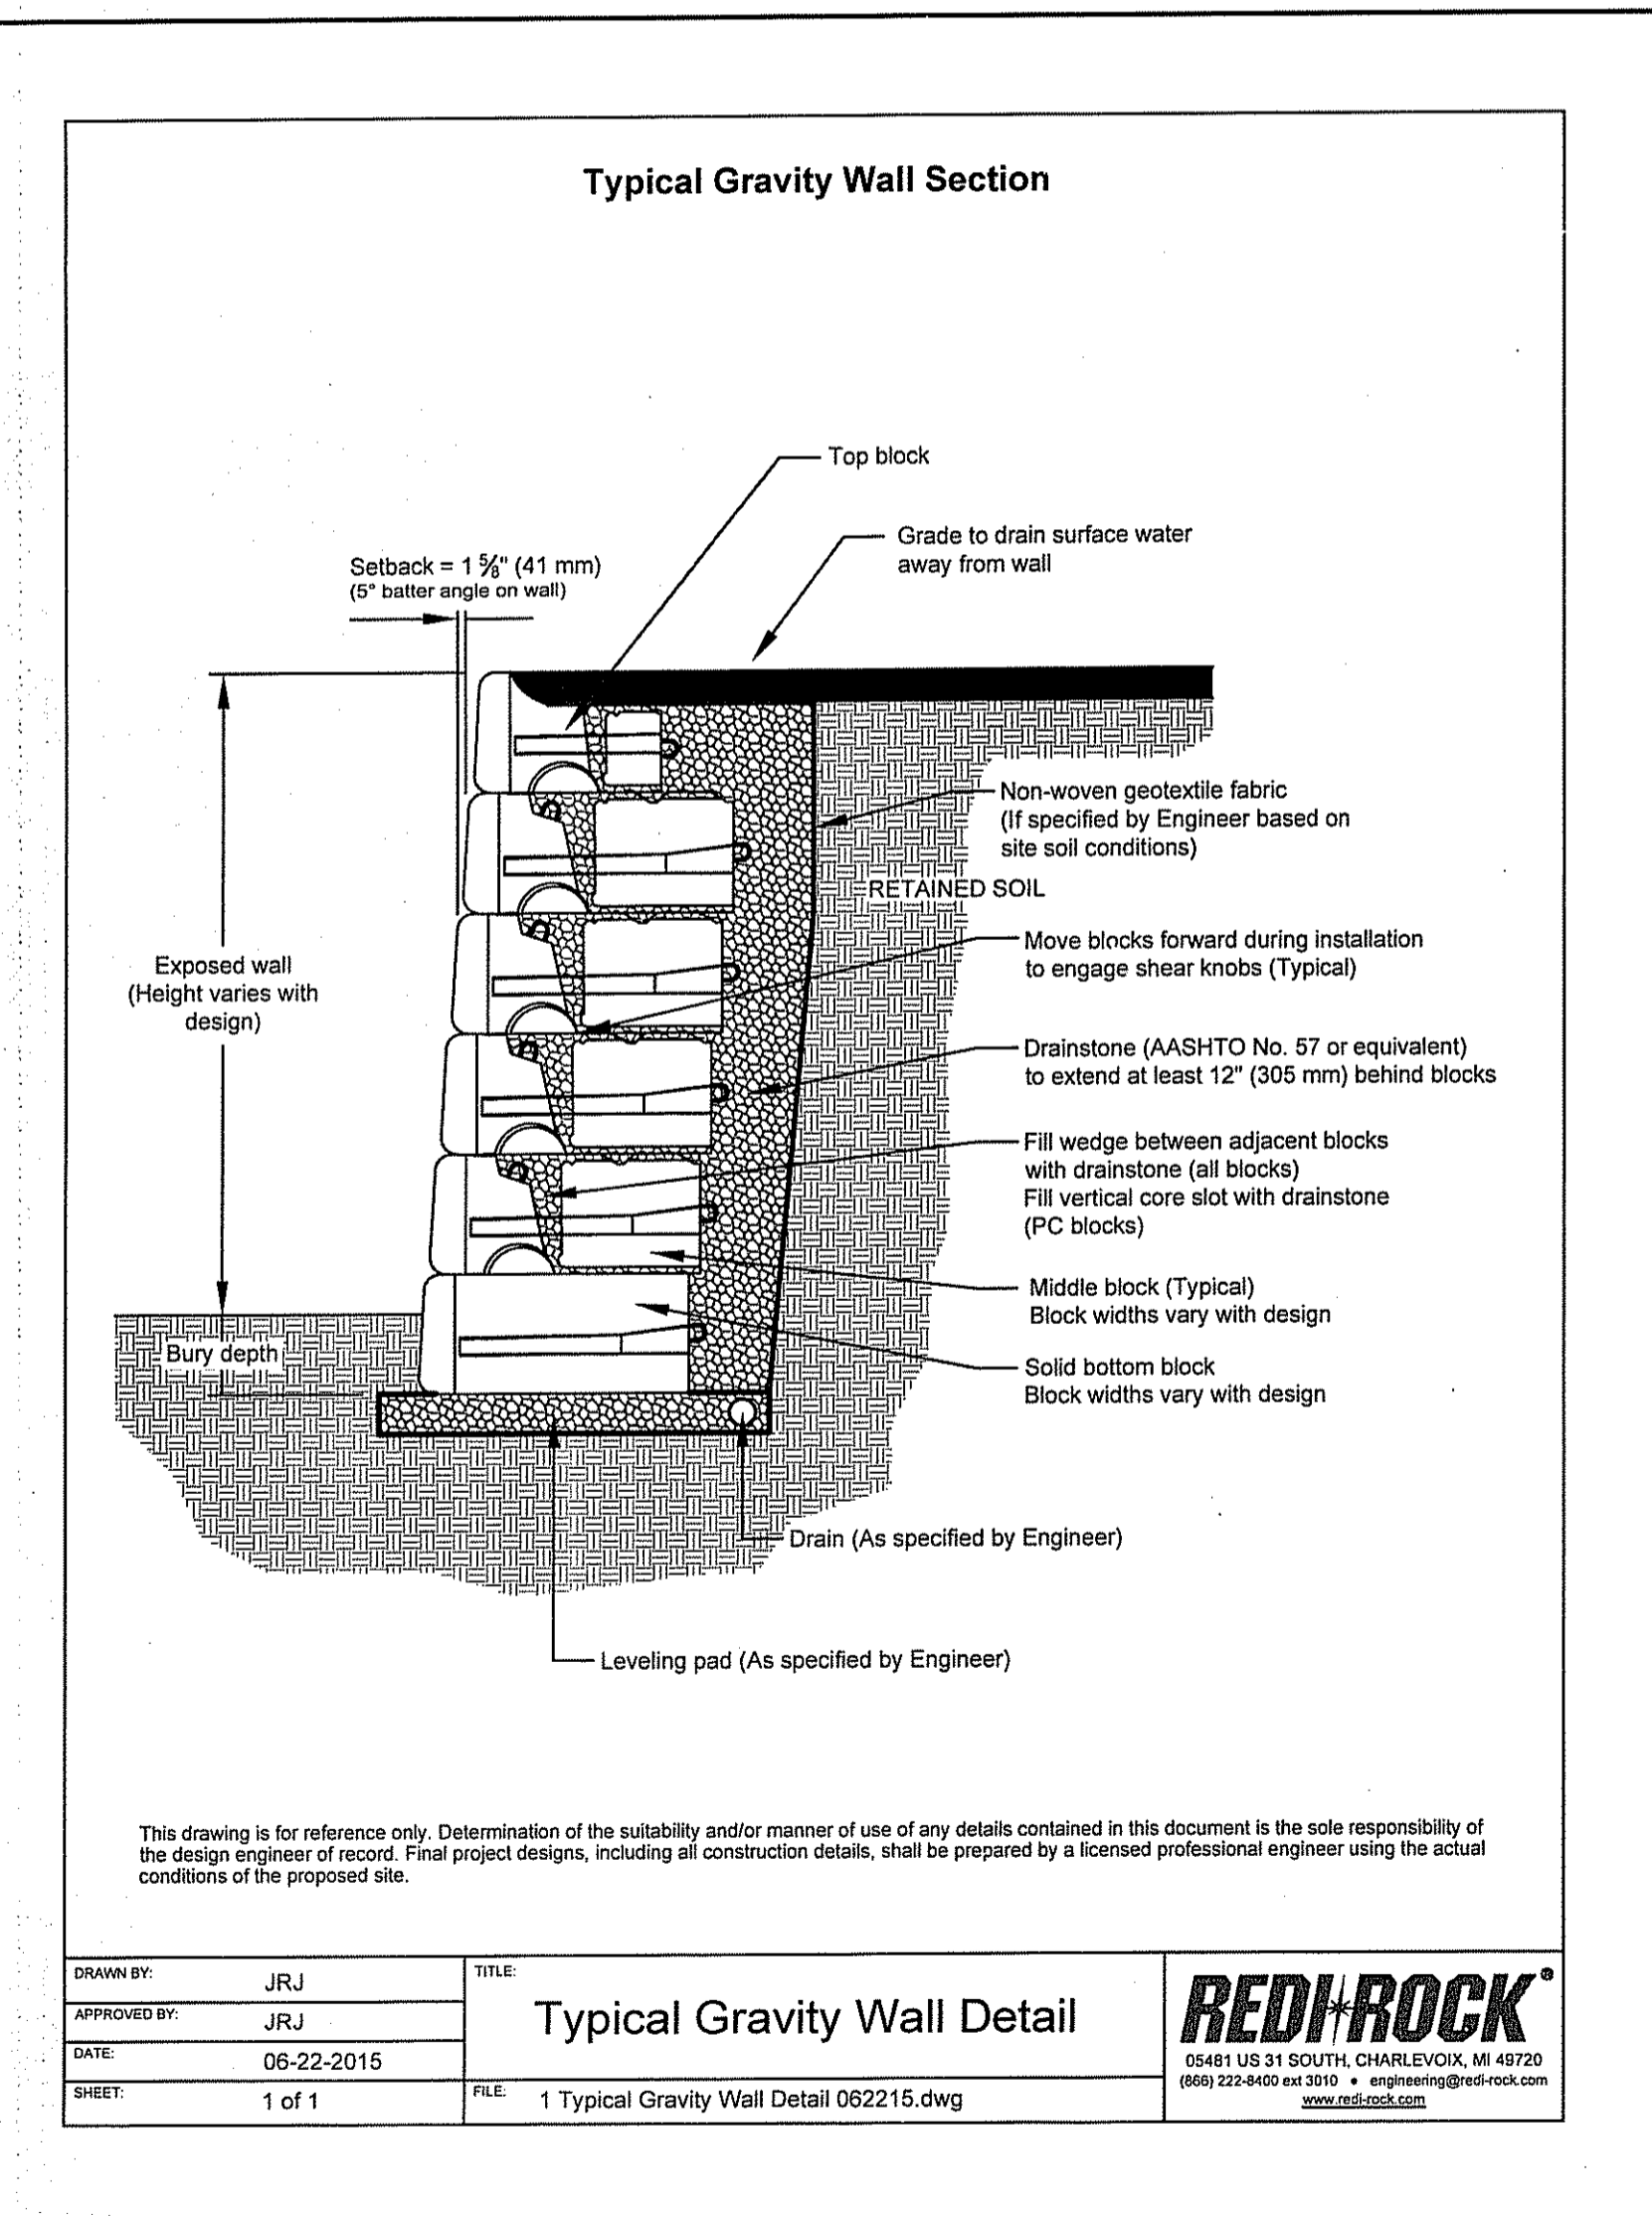 Typical Gravity Wall Section
Top block
Grade to drain surface water
away from wall
Setback = 1 5⁄8" (41 mm)
(5° batter angle on wall)
Non-woven geotextile fabric
(If specified by Engineer based on
site soil conditions)
RETAINED SOIL
Move blocks forward during installation
to engage shear knobs (Typical)
Exposed wall
(Height varies with
design)
Drainstone (AASHTO No. 57 or equivalent)
to extend at least 12" (305 mm) behind blocks
Fill wedge between adjacent blocks
with drainstone (all blocks)
Fill vertical core slot with drainstone
(PC blocks)
Middle block (Typical)
Block widths vary with design
Bury depth
Solid bottom block
Block widths vary with design
Drain (As specified by Engineer)
Leveling pad (As specified by Engineer)
This drawing is for reference only. Determination of the suitability and/or manner of use of any details contained in this document is the sole responsibility of
the design engineer of record. Final project designs, including all construction details, shall be prepared by a licensed professional engineer using the actual
conditions of the proposed site.
DRAWN BY: JRJ
APPROVED BY: JRJ
DATE: 06-22-2015
SHEET: 1 of 1
TITLE:
Typical Gravity Wall Detail
FILE: 1 Typical Gravity Wall Detail 062215.dwg
REDI ROCK®
05481 US 31 SOUTH, CHARLEVOIX, MI 49720
(866) 222-8400 ext 3010 • engineering@redi-rock.com
www.redi-rock.com